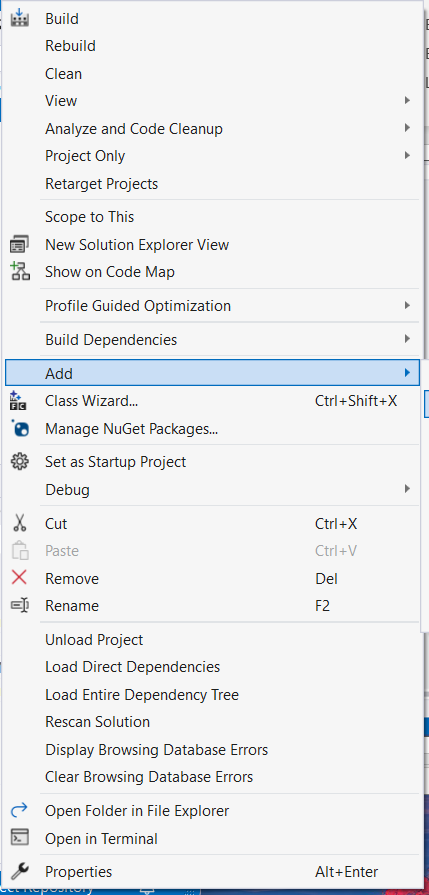 Build
Rebuild
Clean
View
Analyze and Code Cleanup
Project Only
Retarget Projects
Scope to This
New Solution Explorer View
Show on Code Map
Profile Guided Optimization
Build Dependencies
Add
Class Wizard... Ctrl+Shift+X
Manage NuGet Packages...
Set as Startup Project
Debug
Cut Ctrl+X
Paste Ctrl+V
Remove Del
Rename F2
Unload Project
Load Direct Dependencies
Load Entire Dependency Tree
Rescan Solution
Display Browsing Database Errors
Clear Browsing Database Errors
Open Folder in File Explorer
Open in Terminal
Properties Alt+Enter
Repository